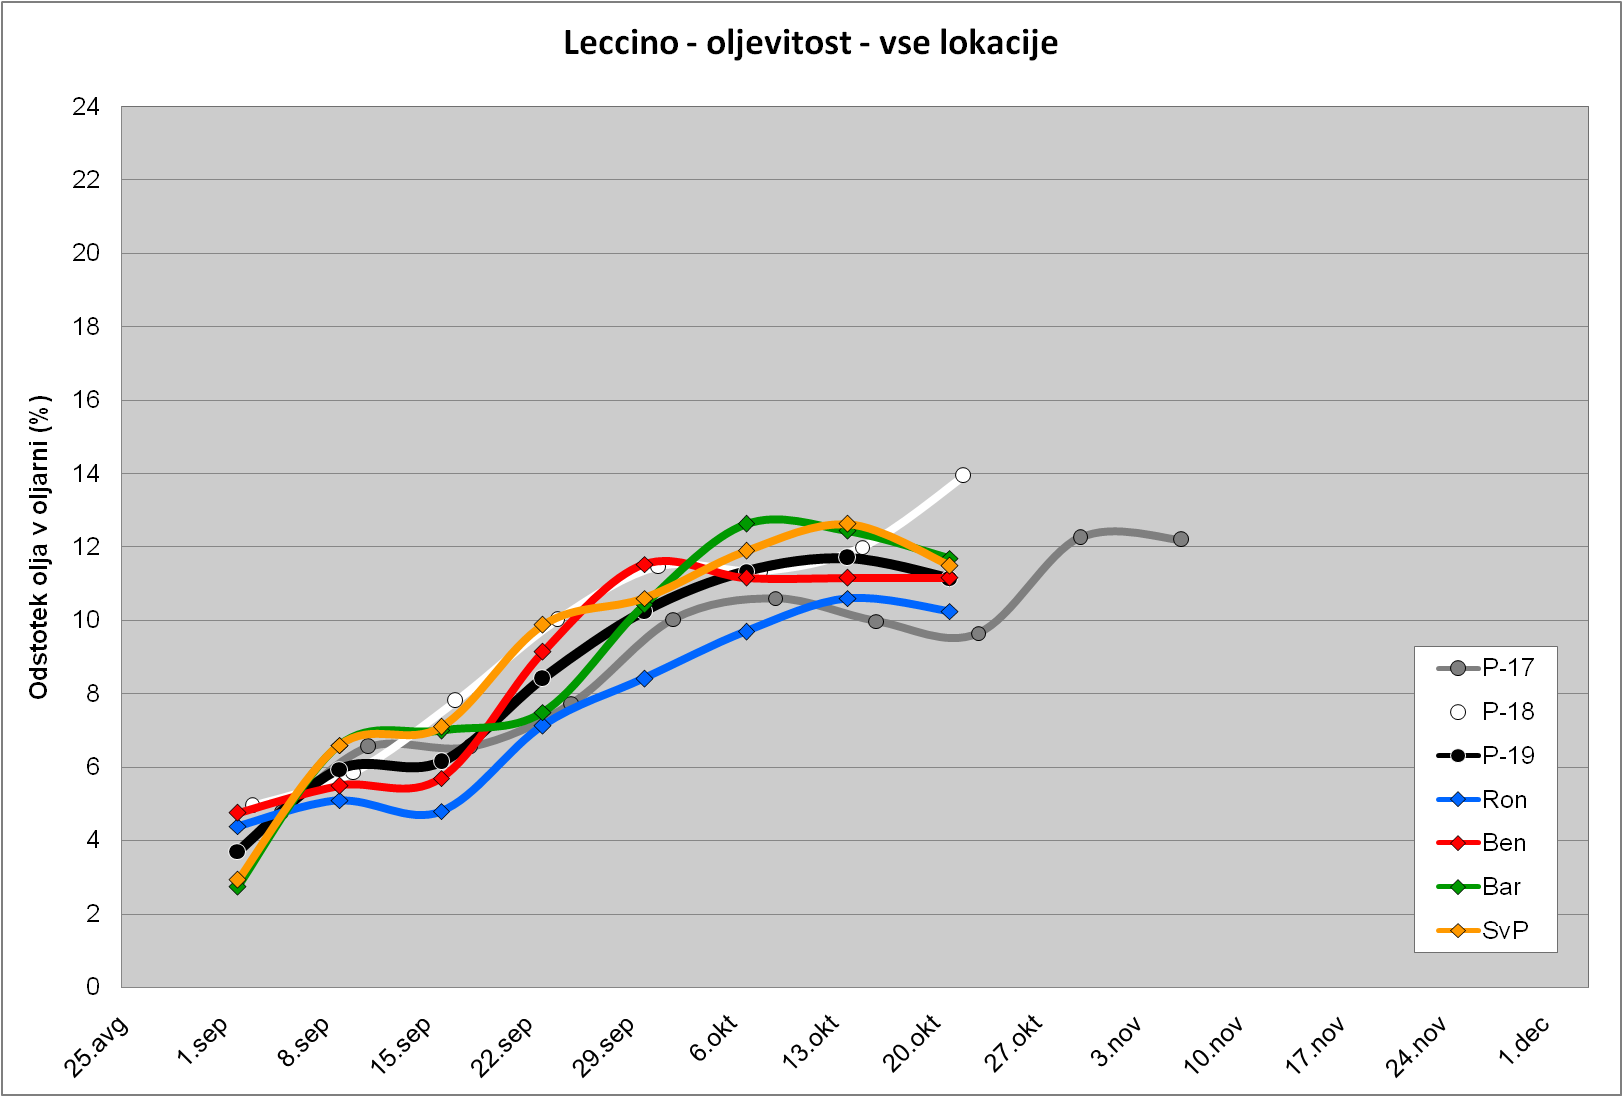 Leccino - oljevitost - vse lokacije
Odstotek olja v oljarni (%)
24
22
20
18
16
14
12
10
8
6
4
2
0
25.avg
1.sep
8.sep
15.sep
22.sep
29.sep
6.okt
13.okt
20.okt
27.okt
3.nov
10.nov
17.nov
24.nov
1.dec
P-17
P-18
P-19
Ron
Ben
Bar
SvP